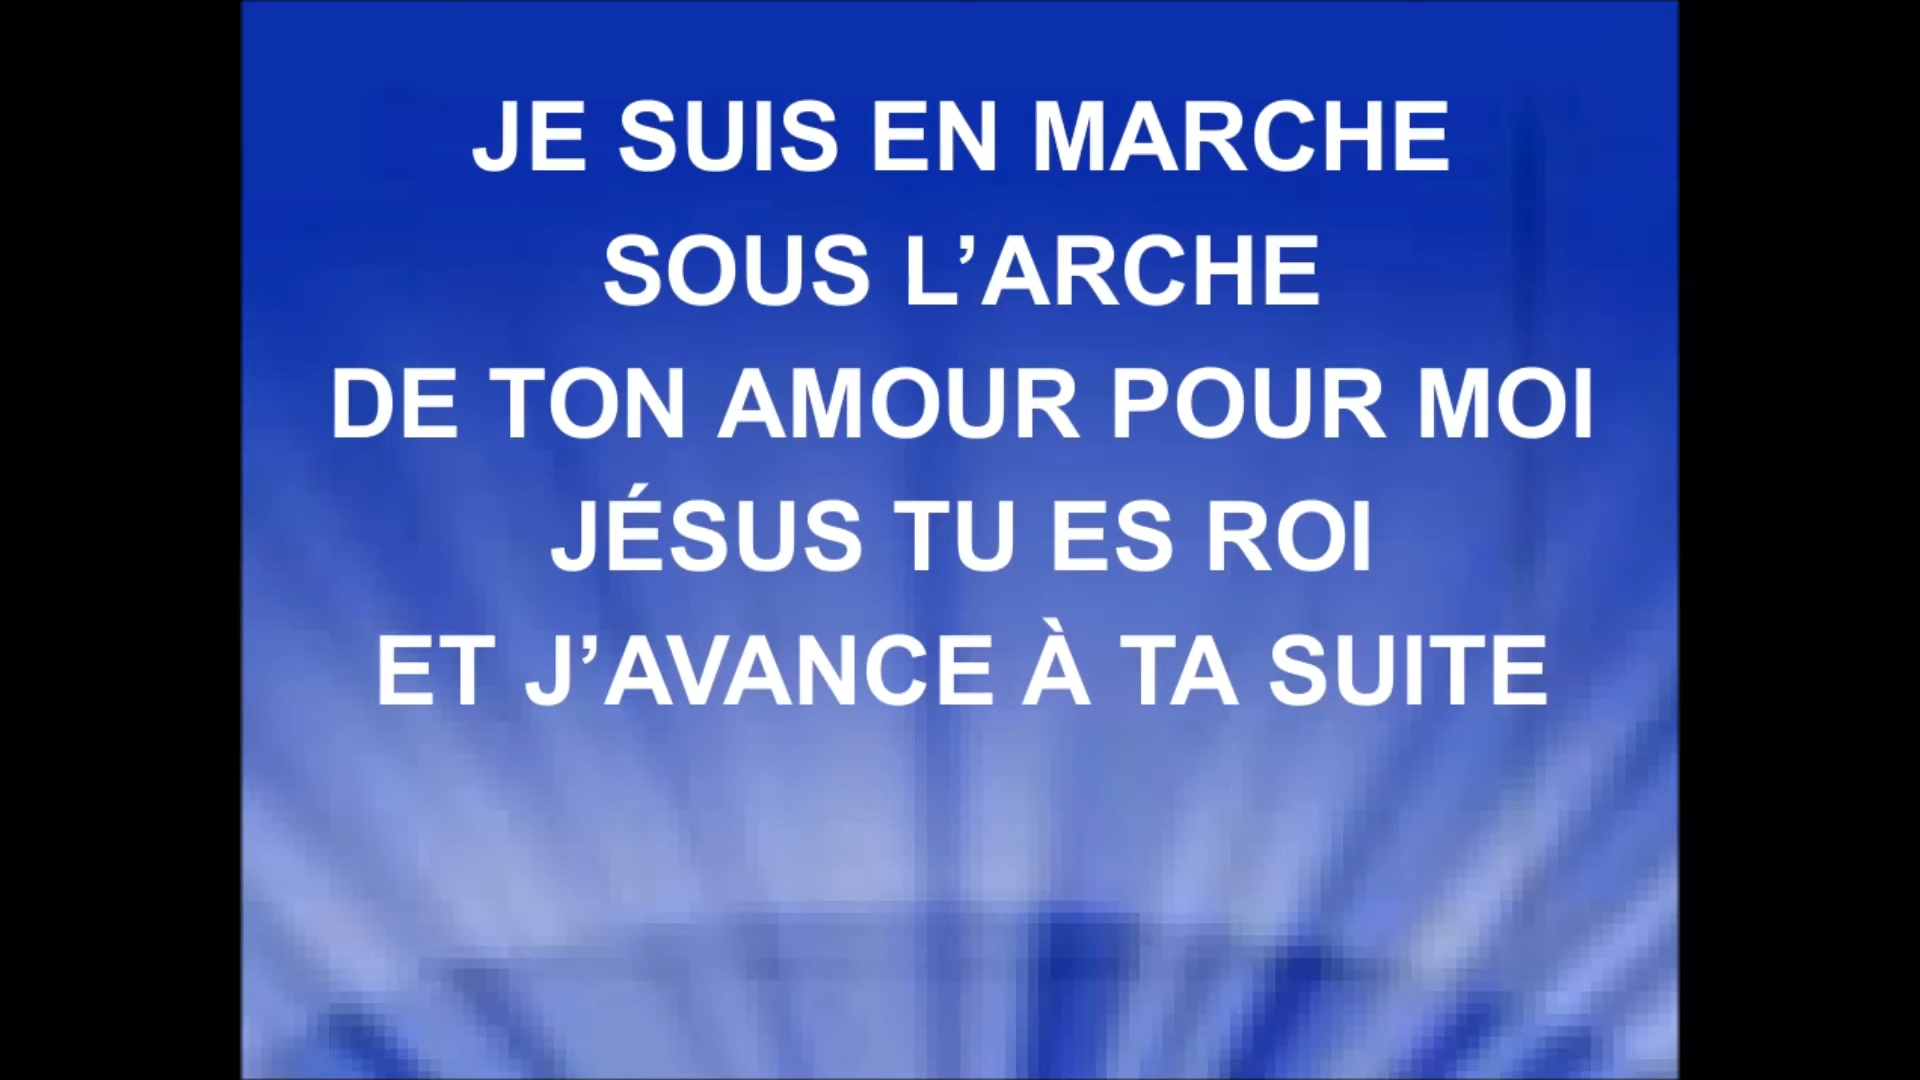 JE SUIS EN MARCHE
SOUS L’ARCHE
DE TON AMOUR POUR MOI
JÉSUS TU ES ROI
ET J’AVANCE À TA SUITE